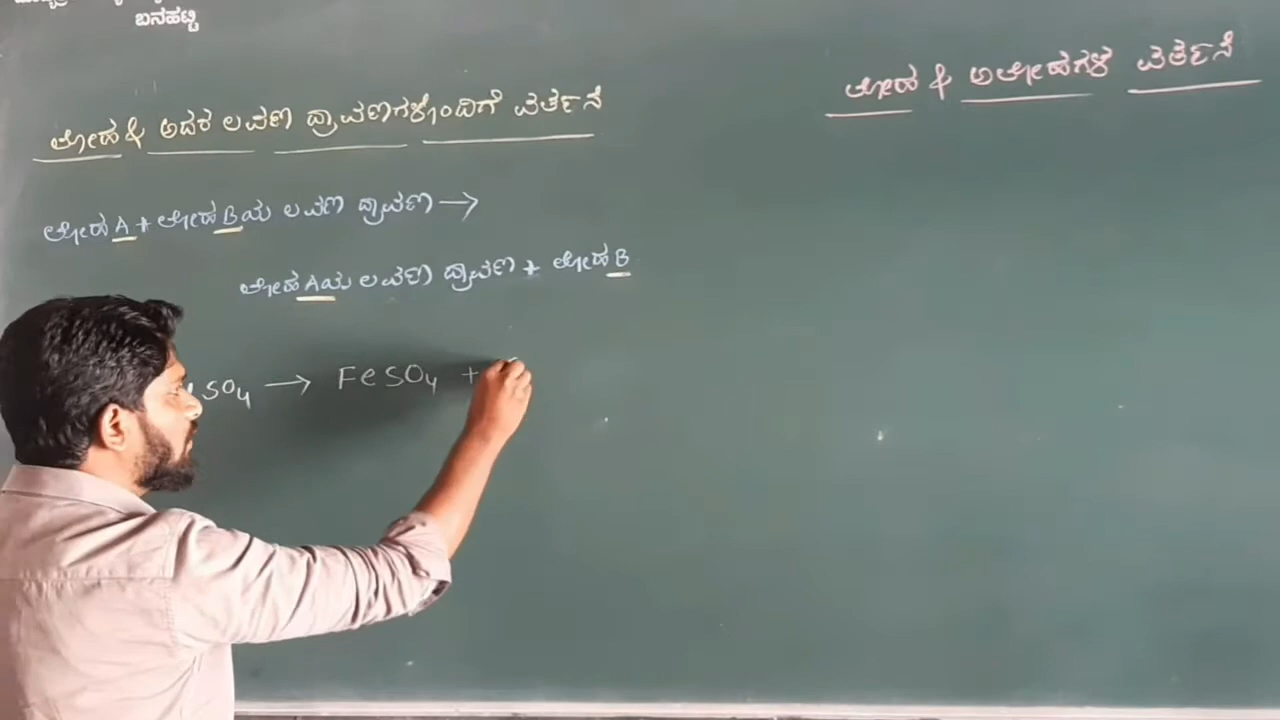 ಬನಹಟ್ಟಿ
ಲೋಹ & ಅದರ ಲವಣ ದ್ರಾವಣಗಳೊಂದಿಗೆ ವರ್ತನೆ
ಲೋಹ A + ಲೋಹ Bಯ ಲವಣ ದ್ರಾವಣ →
ಲೋಹ Aಯ ಲವಣ ದ್ರಾವಣ + ಲೋಹ B
SO₄ → FeSO₄ +
ಲೋಹ & ಅಲೋಹಗಳ ವರ್ತನೆ